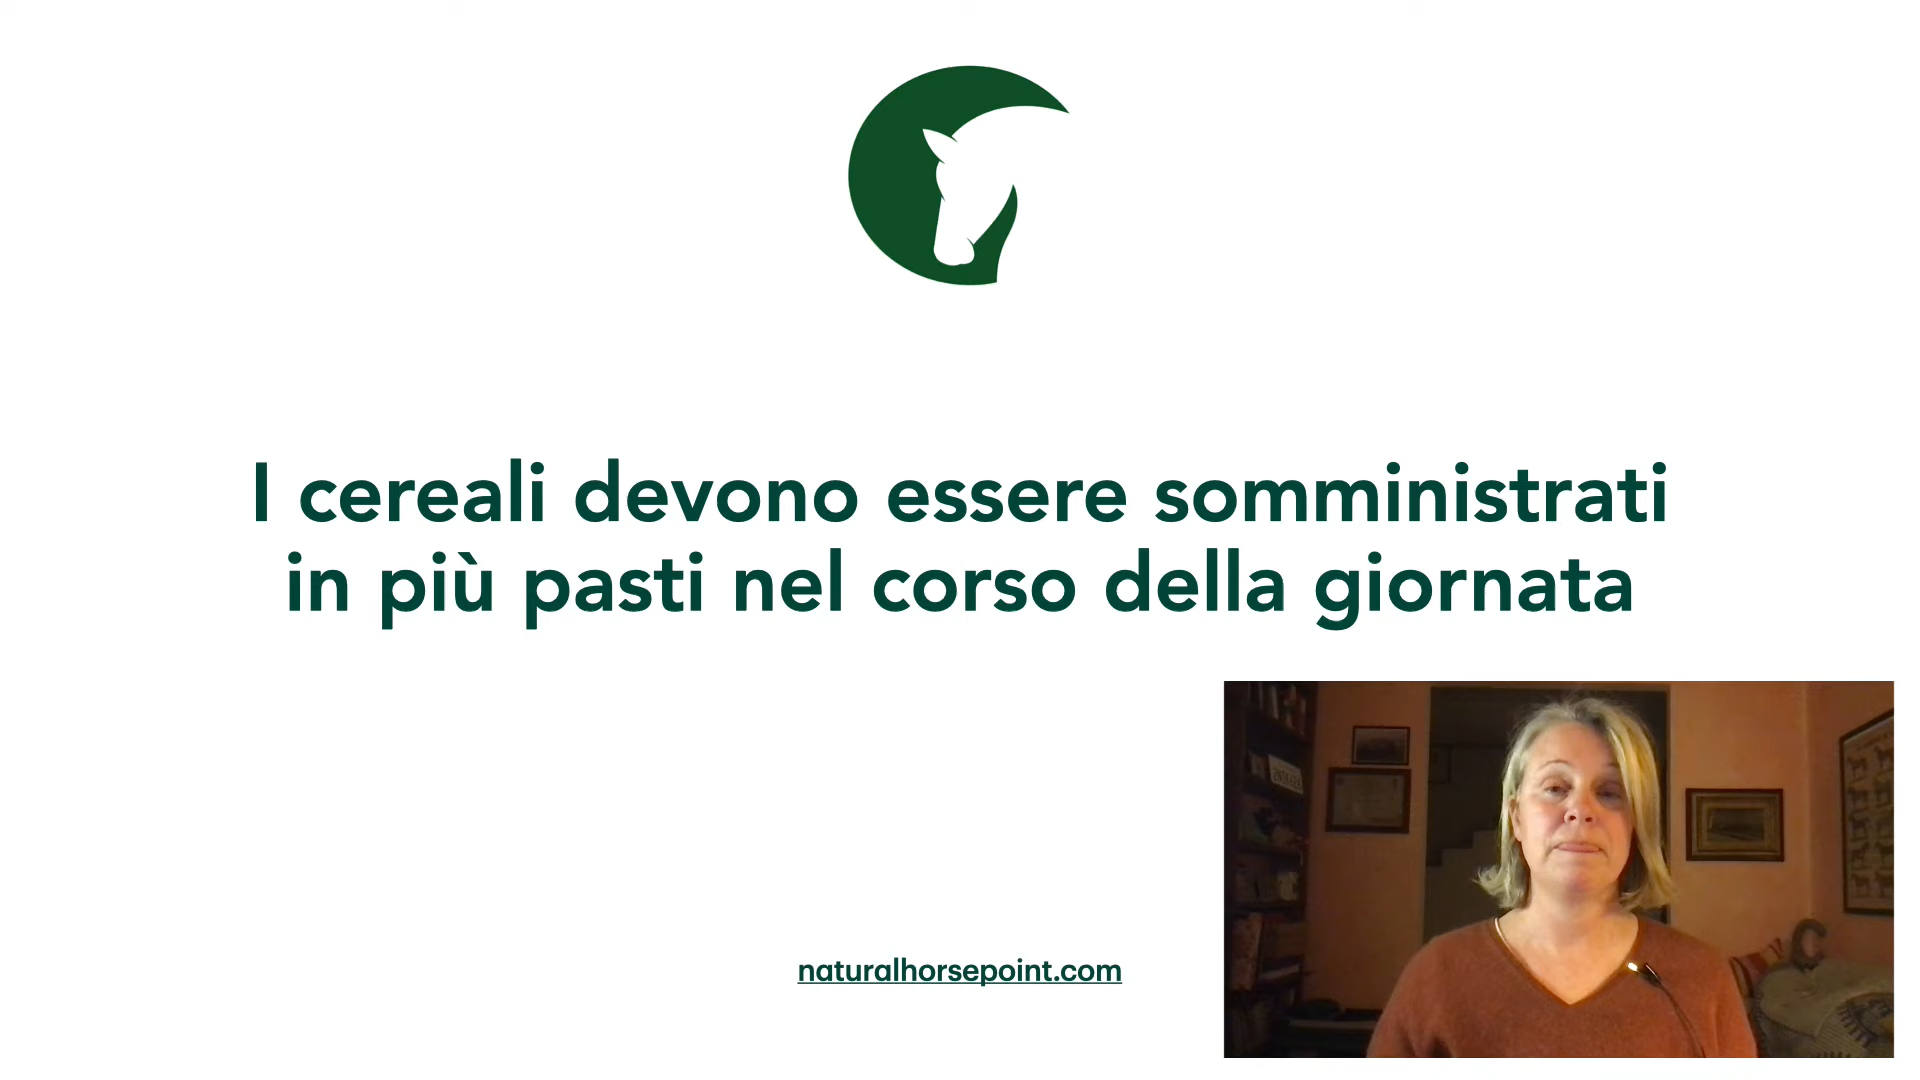 I cereali devono essere somministrati
in più pasti nel corso della giornata
naturalhorsepoint.com